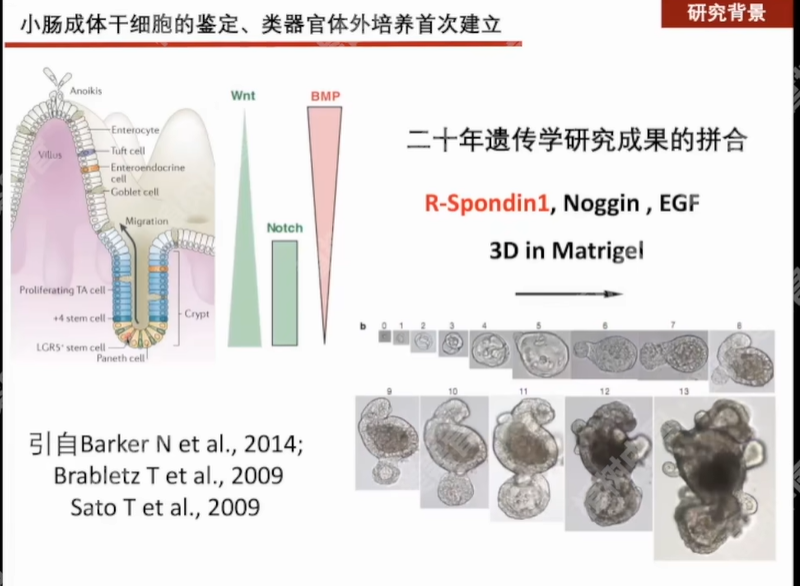 小肠成体干细胞的鉴定、类器官体外培养首次建立
研究背景
Anoikis
Villus
Enterocyte
Tuft cell
Enteroendocrine
cell
Goblet cell
Migration
Proliferating TA cell
+4 stem cell
LGR5⁺ stem cell
Paneth cell
Crypt
Wnt
Notch
BMP
二十年遗传学研究成果的拼合
R-Spondin1, Noggin , EGF
3D in Matrigel
b 0 1 2 3 4 5 6 7 8
9 10 11 12 13
引自Barker N et al., 2014;
Brabletz T et al., 2009
Sato T et al., 2009